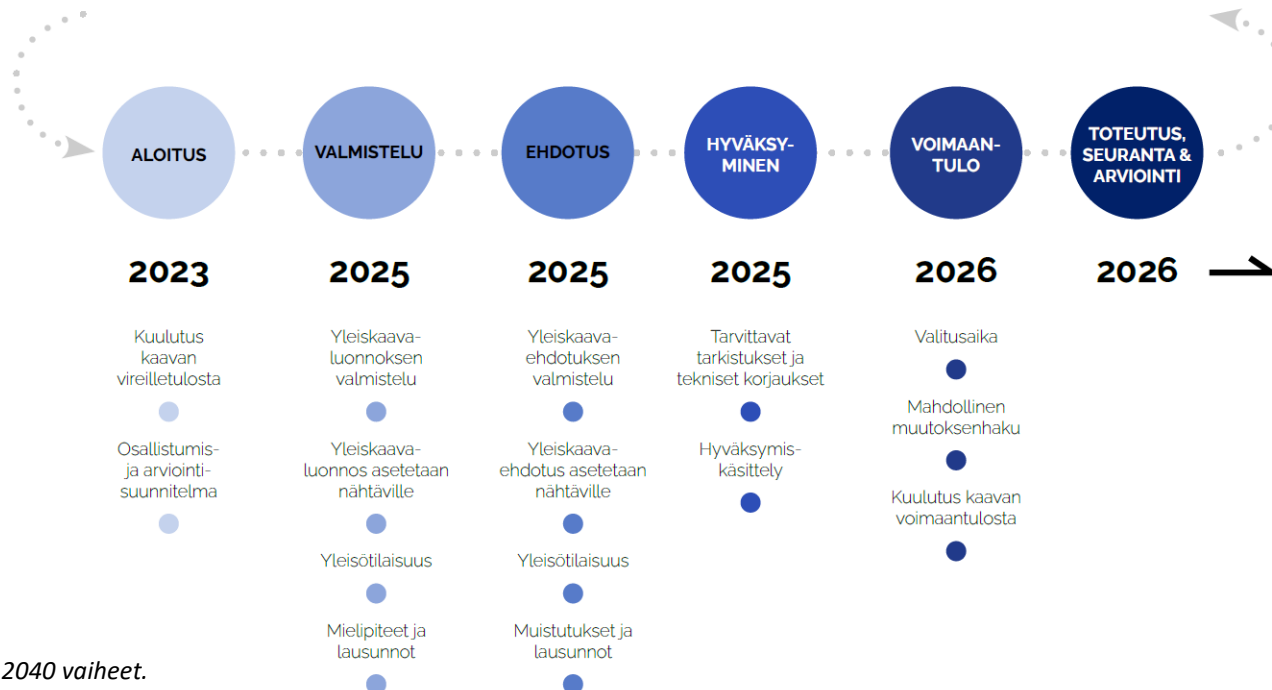 ALOITUS
VALMISTELU
EHDOTUS
HYVÄKSY-
MINEN
VOIMAAN-
TULO
TOTEUTUS,
SEURANTA &
ARVIOINTI
2023
2025
2025
2025
2026
2026
Kuulutus
kaavan
vireilletulosta
Osallistumis-
ja arviointi-
suunnitelma
Yleiskaava-
luonnoksen
valmistelu
Yleiskaava-
luonnos asetetaan
nähtäville
Yleisötilaisuus
Mielipiteet ja
lausunnot
Yleiskaava-
ehdotuksen
valmistelu
Yleiskaava-
ehdotus asetetaan
nähtäville
Yleisötilaisuus
Muistutukset ja
lausunnot
Tarvittavat
tarkistukset ja
tekniset korjaukset
Hyväksymis-
käsittely
Valitusaika
Mahdollinen
muutoksenhaku
Kuulutus kaavan
voimaantulosta
2040 vaiheet.